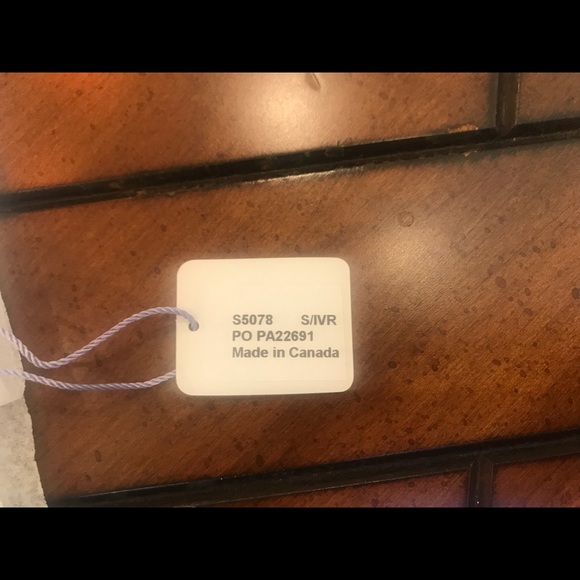 S5078 S/IVR
PO PA22691
Made in Canada